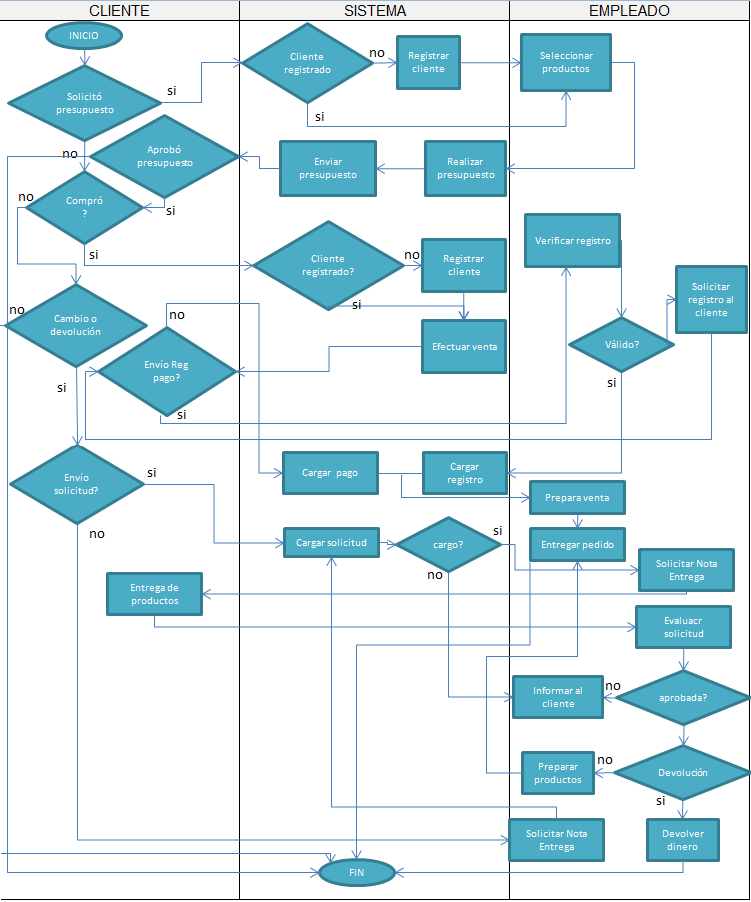 CLIENTE
SISTEMA
EMPLEADO
INICIO
Solicitó
presupuesto
si
no
Cliente
registrado
no
si
Registrar
cliente
Seleccionar
productos
Aprobó
presupuesto
no
si
Enviar
presupuesto
Realizar
presupuesto
Compró
?
si
Cliente
registrado?
no
si
Registrar
cliente
Verificar registro
Solicitar
registro al
cliente
Cambio o
devolución
no
si
Envío Reg
pago?
no
si
Efectuar venta
Válido?
si
Envío
solicitud?
si
no
Cargar pago
Cargar
registro
Prepara venta
Cargar solicitud
cargo?
si
no
Entregar pedido
Solicitar Nota
Entrega
Entrega de
productos
Evaluacr
solicitud
Informar al
cliente
no
aprobada?
Preparar
productos
no
Devolución
si
Solicitar Nota
Entrega
Devolver
dinero
FIN